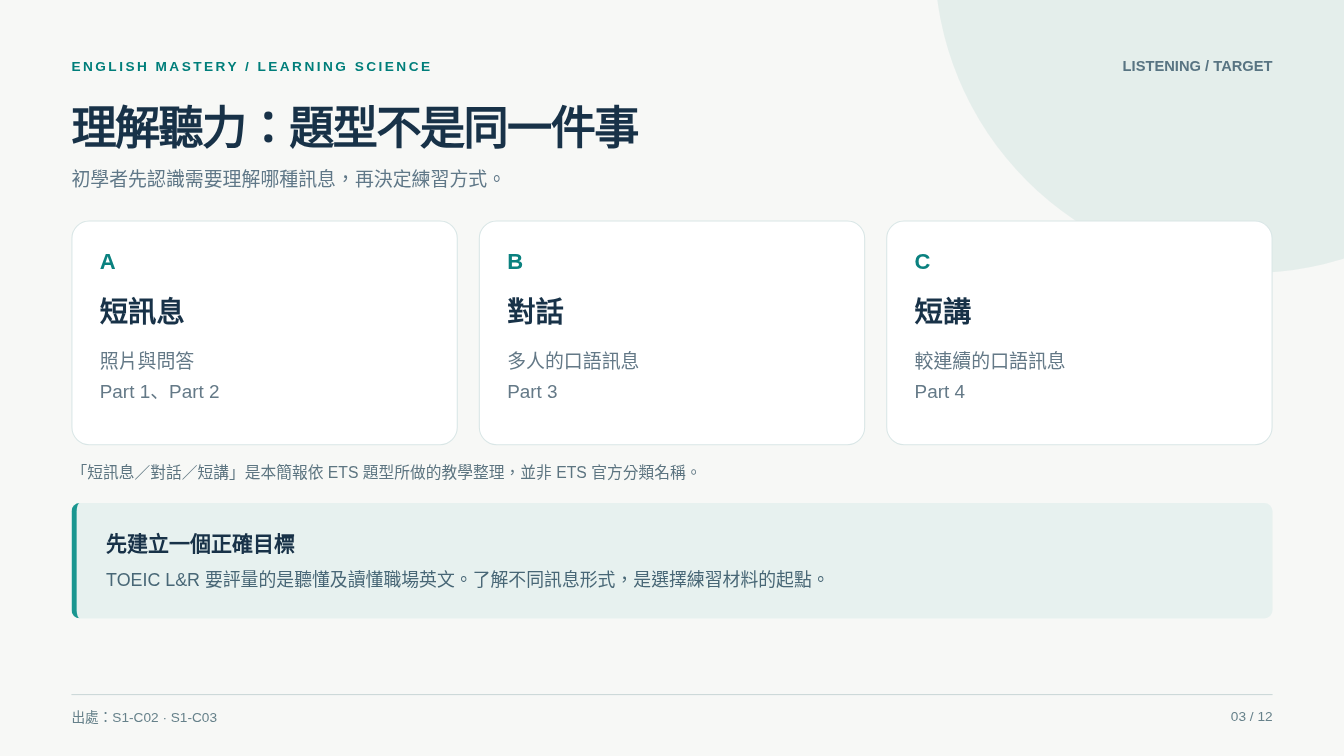 ENGLISH MASTERY / LEARNING SCIENCE
LISTENING / TARGET
理解聽力：題型不是同一件事
初學者先認識需要理解哪種訊息，再決定練習方式。
A
短訊息
照片與問答
Part 1、Part 2
B
對話
多人的口語訊息
Part 3
C
短講
較連續的口語訊息
Part 4
「短訊息／對話／短講」是本簡報依 ETS 題型所做的教學整理，並非 ETS 官方分類名稱。
先建立一個正確目標
TOEIC L&R 要評量的是聽懂及讀懂職場英文。了解不同訊息形式，是選擇練習材料的起點。
出處：S1-C02 · S1-C03
03 / 12